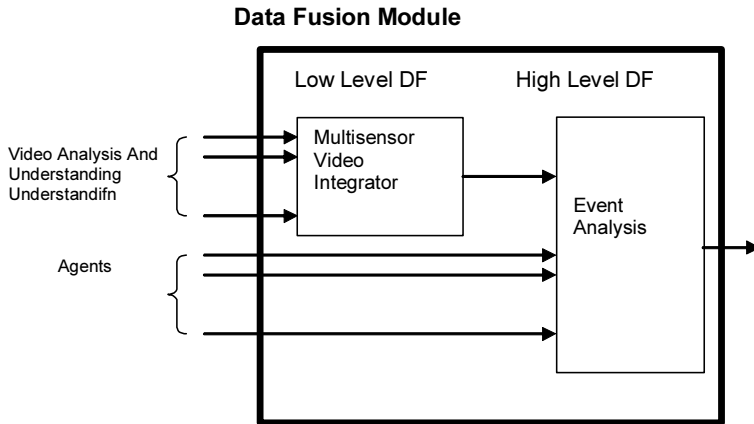 Data Fusion Module
Low Level DF
High Level DF
Multisensor
Video
Integrator
Video Analysis And
Understanding
Understandifn
Event
Analysis
Agents